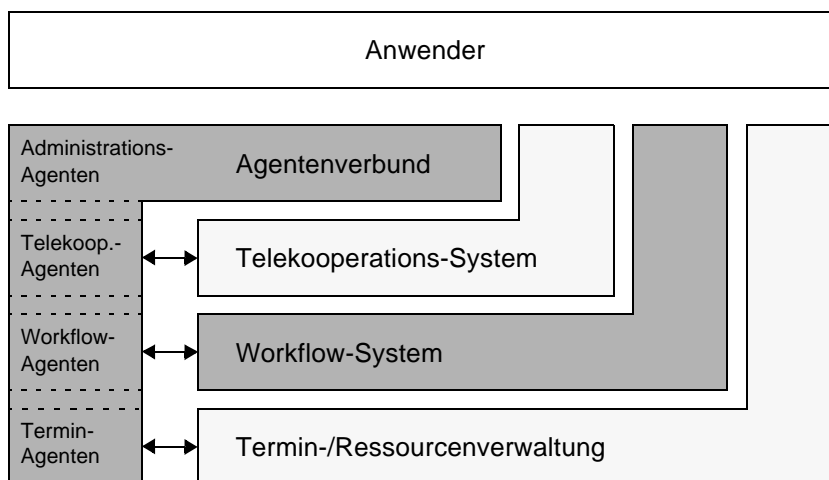 Anwender
Administrations-
Agenten
Agentenverbund
Telekoop.-
Agenten
Telekooperations-System
Workflow-
Agenten
Workflow-System
Termin-
Agenten
Termin-/Ressourcenverwaltung